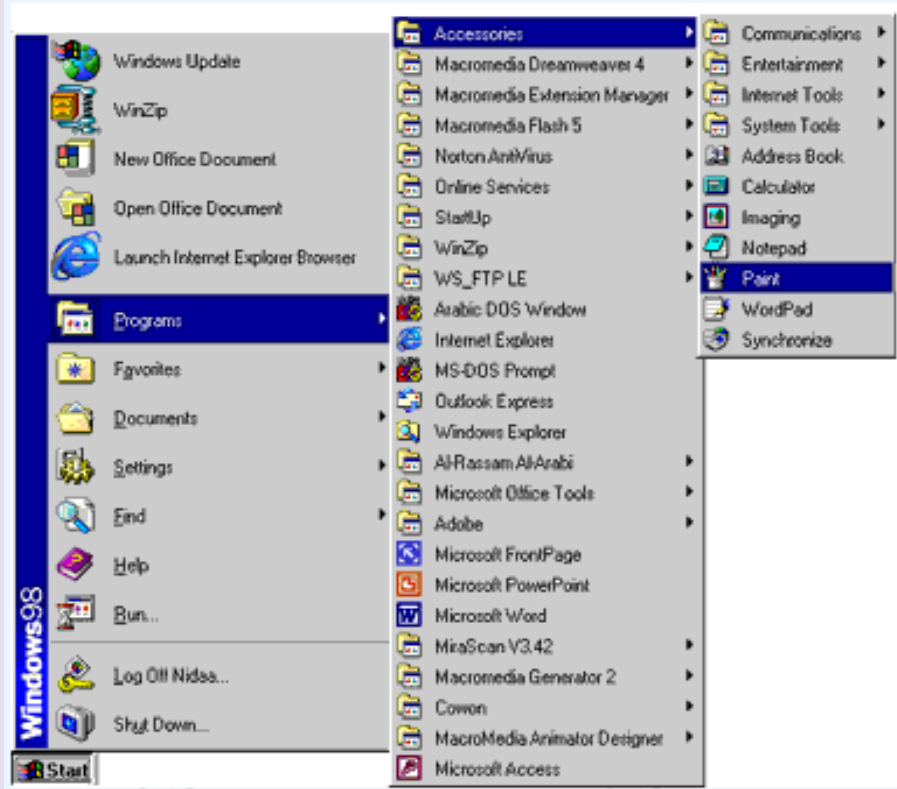 Windows Update
WinZip
New Office Document
Open Office Document
Launch Internet Explorer Browser
Programs
Favorites
Documents
Settings
Find
Help
Run...
Log Off Nidaa...
Shut Down...
Windows98
Start
Accessories
Macromedia Dreamweaver 4
Macromedia Extension Manager
Macromedia Flash 5
Norton AntiVirus
Online Services
StartUp
WinZip
WS_FTP LE
Arabic DOS Window
Internet Explorer
MS-DOS Prompt
Outlook Express
Windows Explorer
Al-Rassam Al-Arabi
Microsoft Office Tools
Adobe
Microsoft FrontPage
Microsoft PowerPoint
Microsoft Word
MiraScan V3.42
Macromedia Generator 2
Cowon
MacroMedia Animator Designer
Microsoft Access
Communications
Entertainment
Internet Tools
System Tools
Address Book
Calculator
Imaging
Notepad
Paint
WordPad
Synchronize